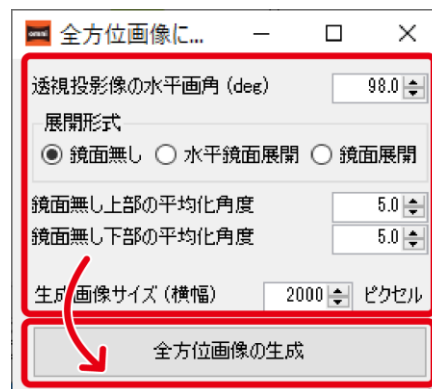 omni 全方位画像に...
透視投影像の水平画角 (deg) 98.0
展開形式
鏡面無し 水平鏡面展開 鏡面展開
鏡面無し上部の平均化角度 5.0
鏡面無し下部の平均化角度 5.0
生成画像サイズ (横幅) 2000 ピクセル
全方位画像の生成